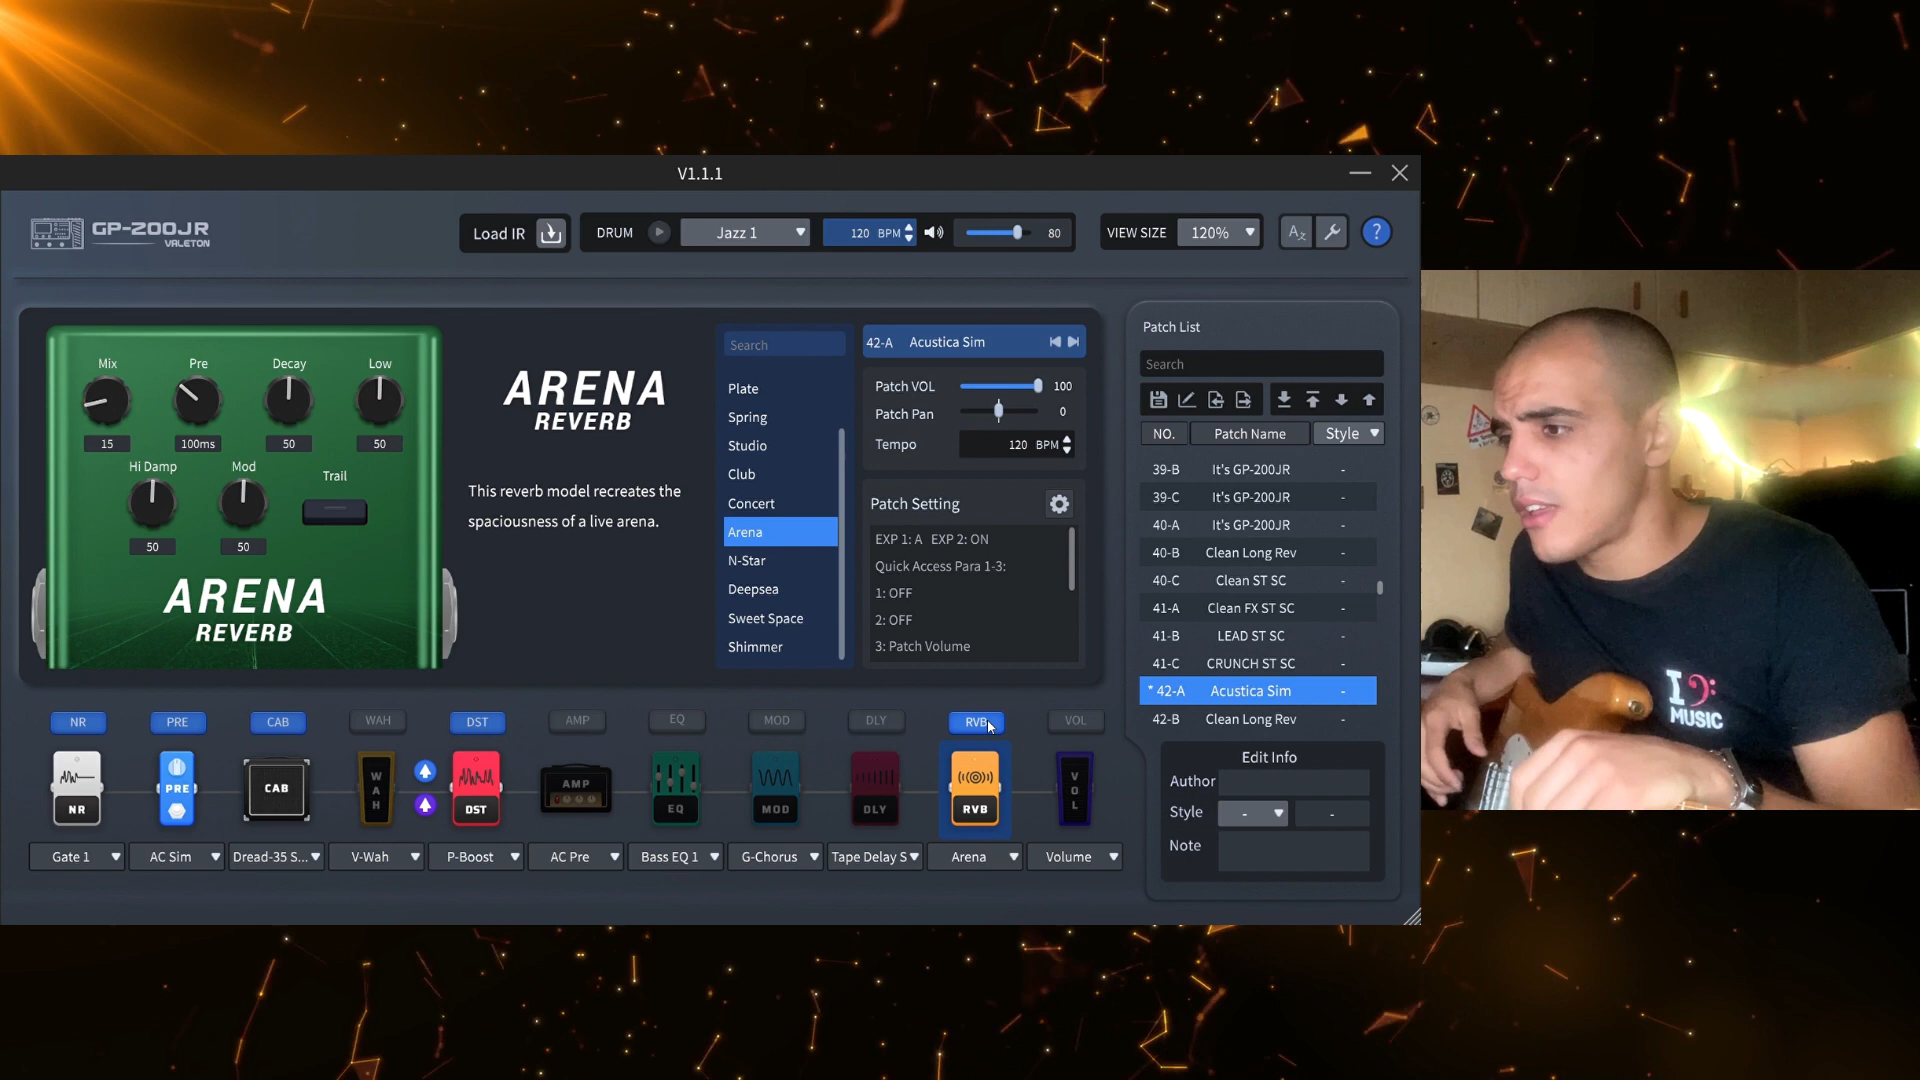 V1.1.1
GP-200JR
VALETON
Load IR
DRUM
Jazz 1
120 BPM
80
VIEW SIZE
120%
?
Mix
Pre
Decay
Low
15
100ms
50
50
Hi Damp
Mod
Trail
50
50
ARENA
REVERB
ARENA
REVERB
This reverb model recreates the
spaciousness of a live arena.
Search
Plate
Spring
Studio
Club
Concert
Arena
N-Star
Deepsea
Sweet Space
Shimmer
42-A Acustica Sim
Patch VOL 100
Patch Pan 0
Tempo 120 BPM
Patch Setting
EXP 1: A EXP 2: ON
Quick Access Para 1-3:
1: OFF
2: OFF
3: Patch Volume
Patch List
Search
NO. Patch Name Style
39-B It's GP-200JR -
39-C It's GP-200JR -
40-A It's GP-200JR -
40-B Clean Long Rev -
40-C Clean ST SC -
41-A Clean FX ST SC -
41-B LEAD ST SC -
41-C CRUNCH ST SC -
* 42-A Acustica Sim -
42-B Clean Long Rev -
Edit Info
Author
Style - -
Note
NR PRE CAB WAH DST AMP EQ MOD DLY RVB VOL
NR PRE CAB WAH DST AMP EQ MOD DLY RVB VOL
Gate 1 AC Sim Dread-35 S... V-Wah P-Boost AC Pre Bass EQ 1 G-Chorus Tape Delay S Arena Volume
I
MUSIC